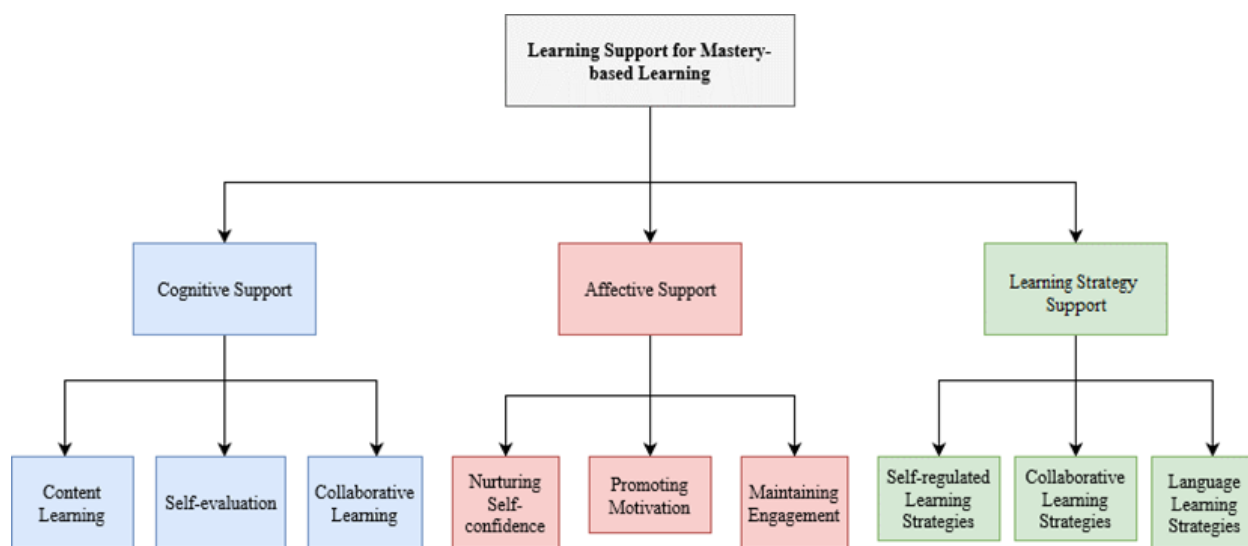 Learning Support for Mastery-
based Learning
Cognitive Support
Affective Support
Learning Strategy
Support
Content
Learning
Self-evaluation
Collaborative
Learning
Nurturing
Self-
confidence
Promoting
Motivation
Maintaining
Engagement
Self-regulated
Learning
Strategies
Collaborative
Learning
Strategies
Language
Learning
Strategies